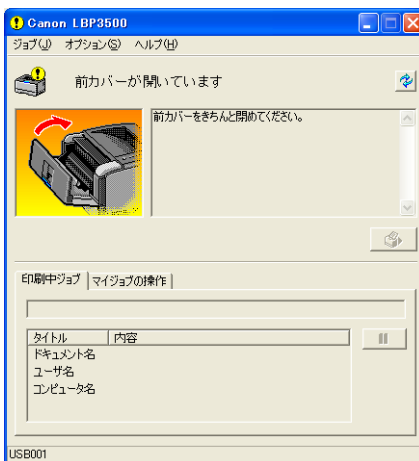 Canon LBP3500
ジョブ(J) オプション(S) ヘルプ(H)
前カバーが開いています
前カバーをきちんと閉めてください。
印刷中ジョブ マイジョブの操作
タイトル 内容
ドキュメント名
ユーザ名
コンピュータ名
USB001